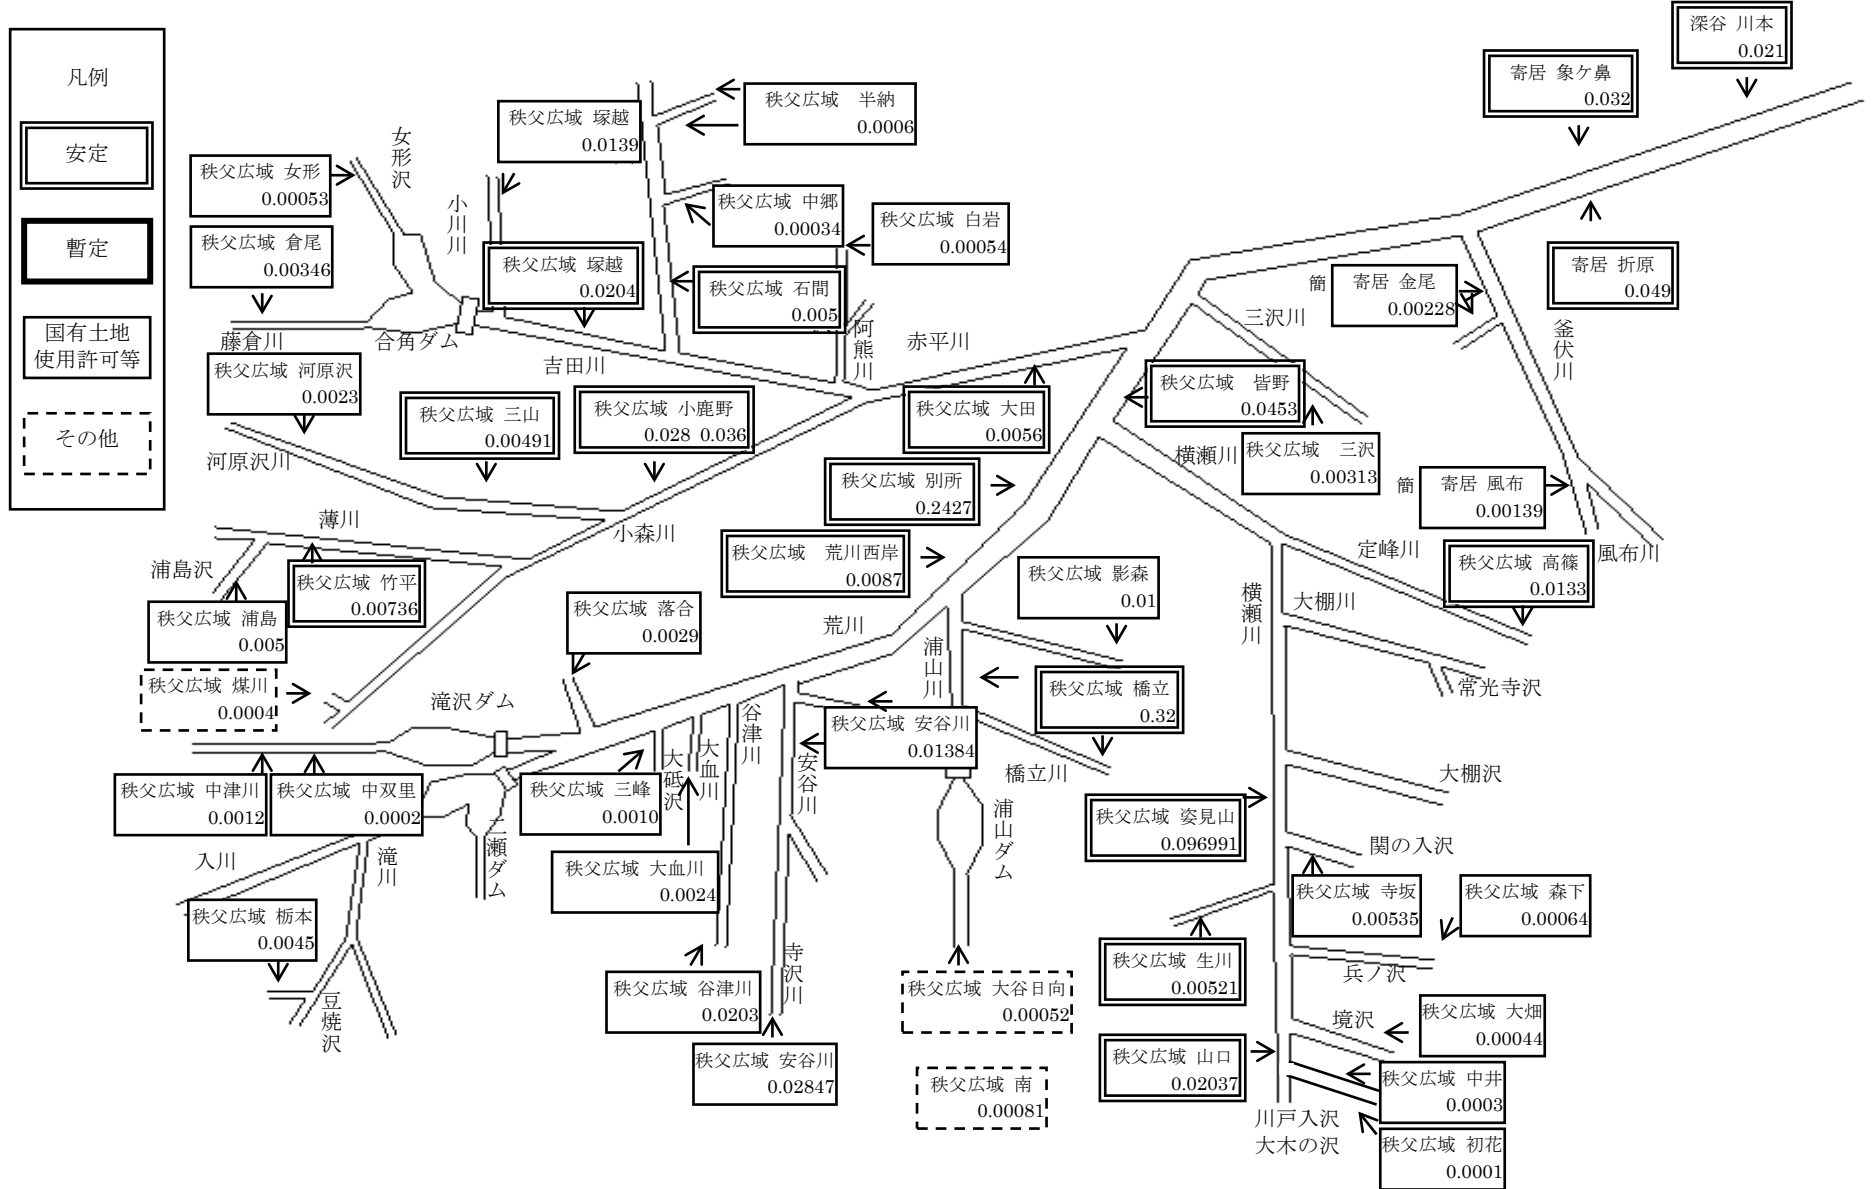 凡例
安定
暫定
国有土地
使用許可等
その他
深谷 川本
0.021
寄居 象ケ鼻
0.032
秩父広域 半納
0.0006
秩父広域 塚越
0.0139
女形沢
秩父広域 女形
0.00053
小川川
秩父広域 中郷
0.00034
秩父広域 白岩
0.00054
秩父広域 倉尾
0.00346
秩父広域 塚越
0.0204
秩父広域 石間
0.005
簡
寄居 金尾
0.00228
寄居 折原
0.049
藤倉川
合角ダム
吉田川
阿熊川
赤平川
三沢川
釜伏川
秩父広域 河原沢
0.0023
秩父広域 三山
0.00491
秩父広域 小鹿野
0.028 0.036
秩父広域 大田
0.0056
秩父広域 皆野
0.0453
河原沢川
横瀬川
秩父広域 三沢
0.00313
秩父広域 別所
0.2427
簡
寄居 風布
0.00139
薄川
小森川
秩父広域 荒川西岸
0.0087
定峰川
風布川
浦島沢
秩父広域 竹平
0.00736
秩父広域 影森
0.01
秩父広域 高篠
0.0133
秩父広域 浦島
0.005
秩父広域 落合
0.0029
荒川
浦山川
横瀬川
大棚川
秩父広域 煤川
0.0004
滝沢ダム
秩父広域 橋立
0.32
常光寺沢
大砥沢
大血川
谷津川
安谷川
秩父広域 安谷川
0.01384
橋立川
大棚沢
秩父広域 中津川
0.0012
秩父広域 中双里
0.0002
秩父広域 三峰
0.0010
浦山ダム
秩父広域 姿見山
0.096991
入川
滝川
二瀬ダム
秩父広域 大血川
0.0024
関の入沢
秩父広域 寺坂
0.00535
秩父広域 森下
0.00064
秩父広域 栃本
0.0045
豆焼沢
寺沢川
秩父広域 谷津川
0.0203
秩父広域 大谷日向
0.00052
秩父広域 生川
0.00521
兵ノ沢
境沢
秩父広域 大畑
0.00044
秩父広域 安谷川
0.02847
秩父広域 南
0.00081
秩父広域 山口
0.02037
秩父広域 中井
0.0003
川戸入沢
大木の沢
秩父広域 初花
0.0001